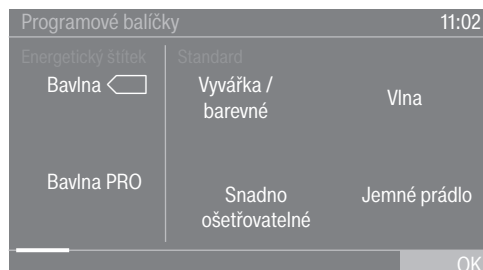 Programové balíčky 11:02
Energetický štítek Standard
Bavlna
Vyvářka /
barevné
Vlna
Bavlna PRO
Snadno
ošetřovatelné
Jemné prádlo
OK